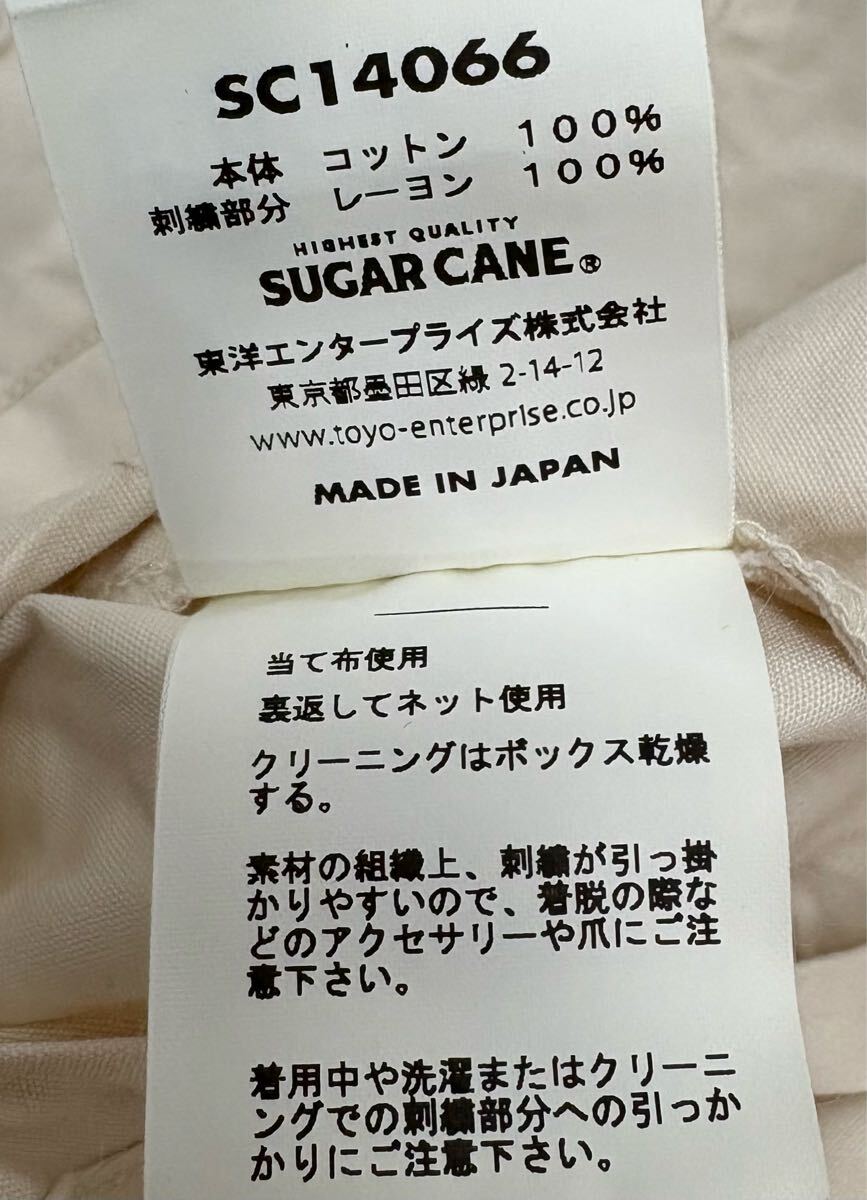 SC14066
本体 コットン 100%
刺繍部分 レーヨン 100%
HIGHEST QUALITY
SUGAR CANE®
東洋エンタープライズ株式会社
東京都墨田区緑 2-14-12
www.toyo-enterprise.co.jp
MADE IN JAPAN
当て布使用
裏返してネット使用
クリーニングはボックス乾燥
する。
素材の組織上、刺繍が引っ掛
かりやすいので、着脱の際な
どのアクセサリーや爪にご注
意下さい。
着用中や洗濯またはクリーニ
ングでの刺繍部分への引っか
かりにご注意下さい。